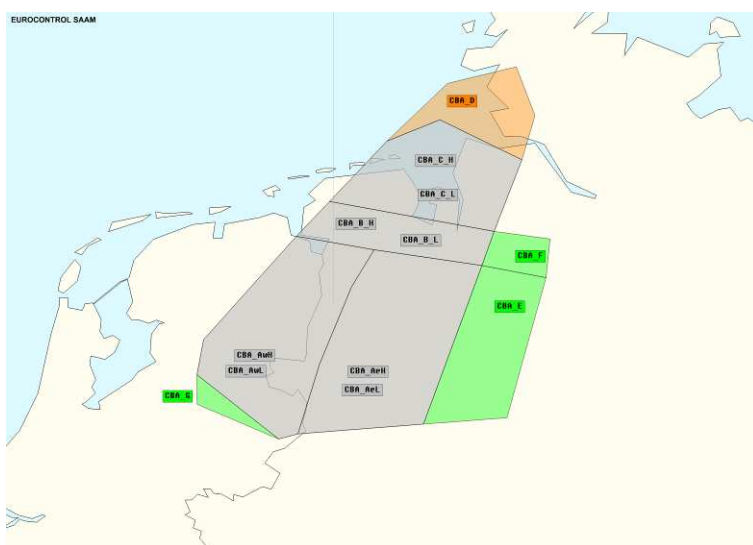 EUROCONTROL SAAM
CBA_D
CBA_C_H
CBA_C_L
CBA_B_H
CBA_B_L
CBA_F
CBA_E
CBA_AwH
CBA_AwL
CBA_AeH
CBA_AeL
CBA_G